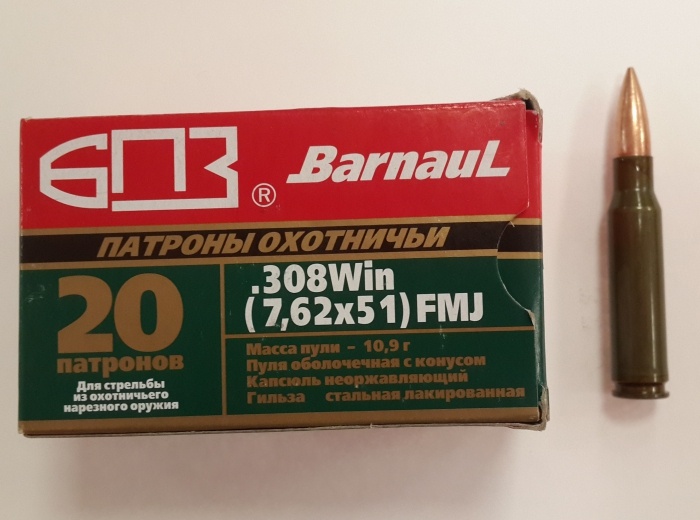 БПЗ ® Barnaul
ПАТРОНЫ ОХОТНИЧЬИ
20
патронов
Для стрельбы
из охотничьего
нарезного оружия
.308Win
(7,62x51) FMJ
Масса пули – 10,9 г
Пуля оболочечная с конусом
Капсюль неоржавляющий
Гильза стальная, лакированная